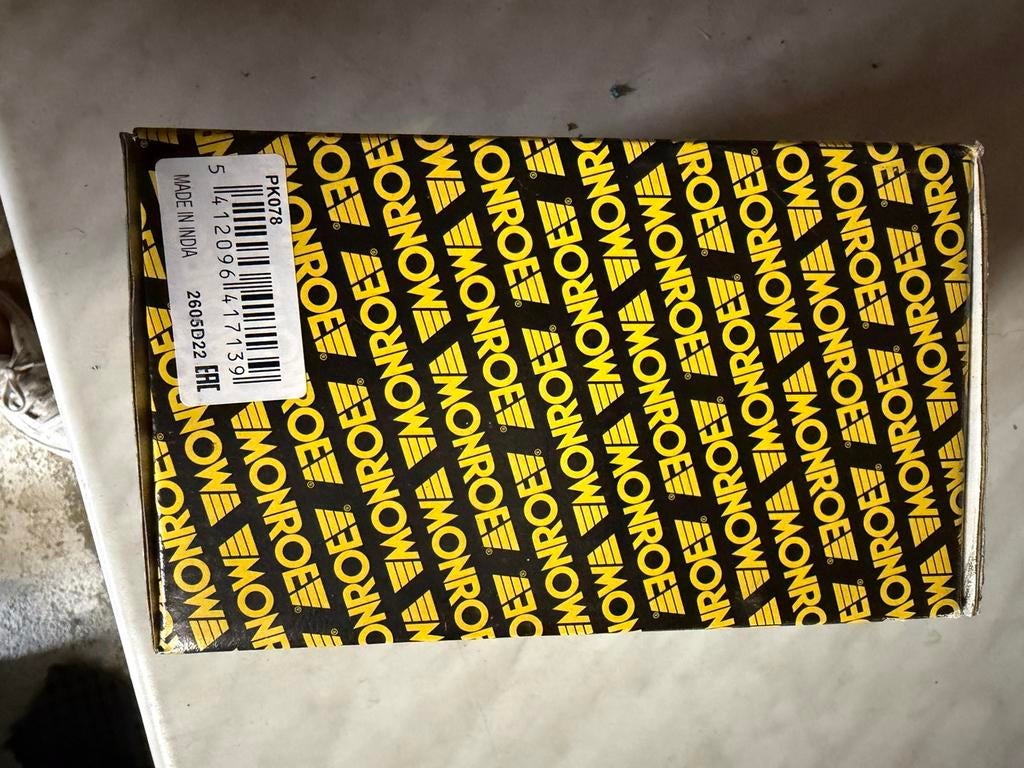 PK078
5 412096 417139
MADE IN INDIA 2605D22 EAC
MONROE